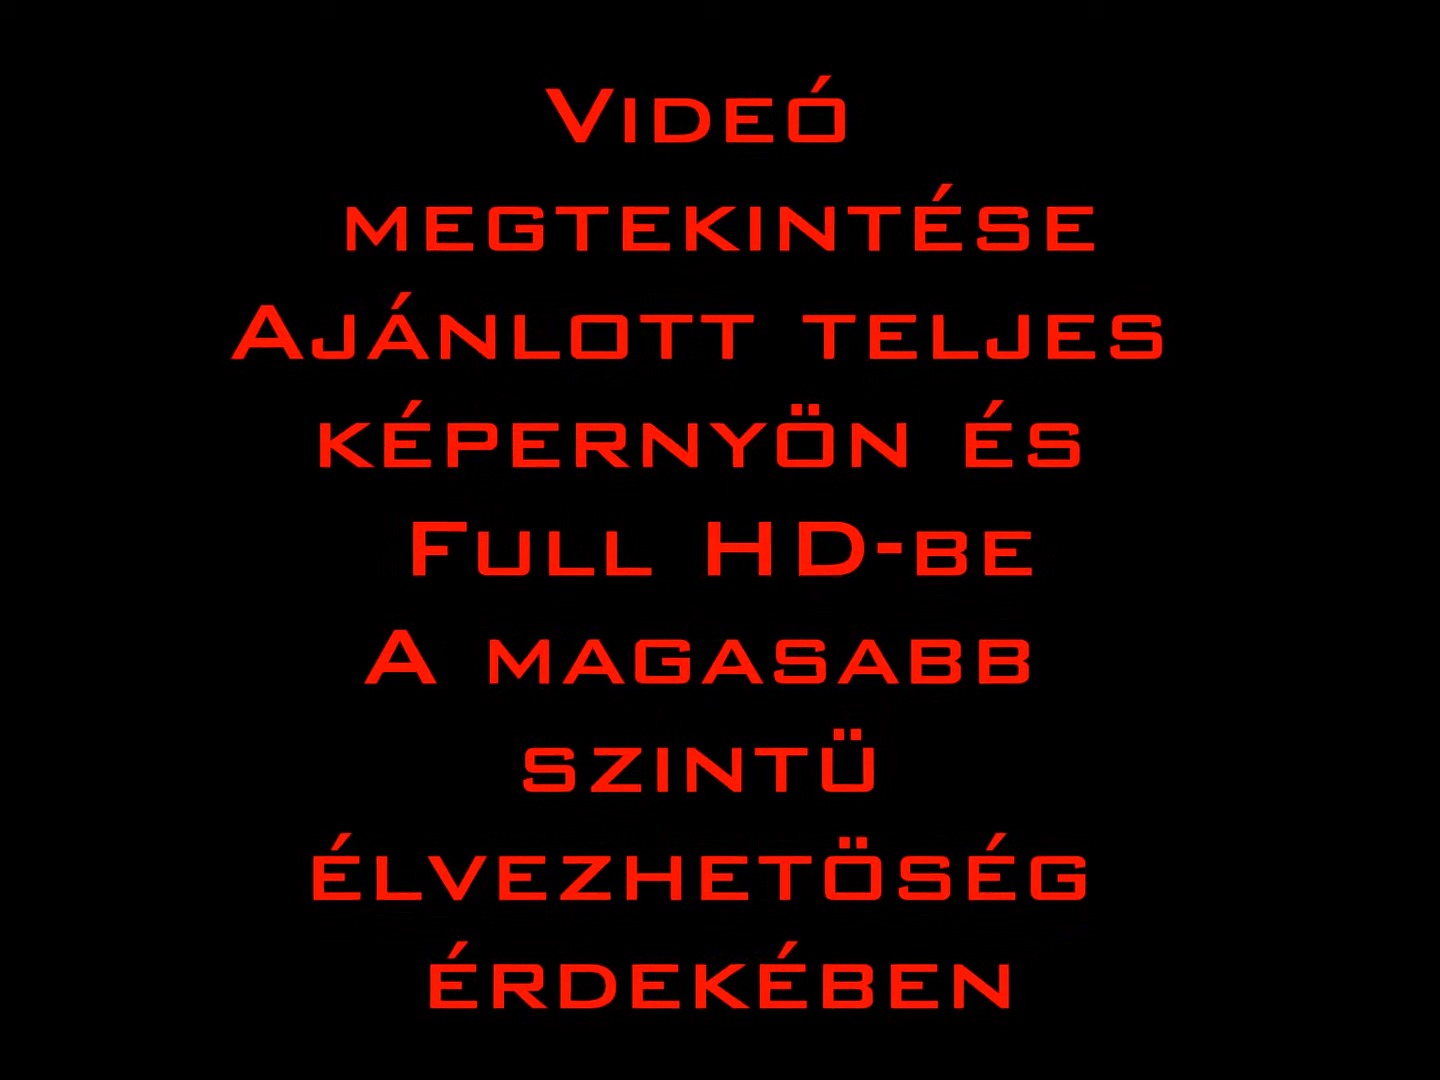 Videó
megtekintése
Ajánlott teljes
képernyön és
Full HD-be
A magasabb
szintü
élvezhetöség
érdekében